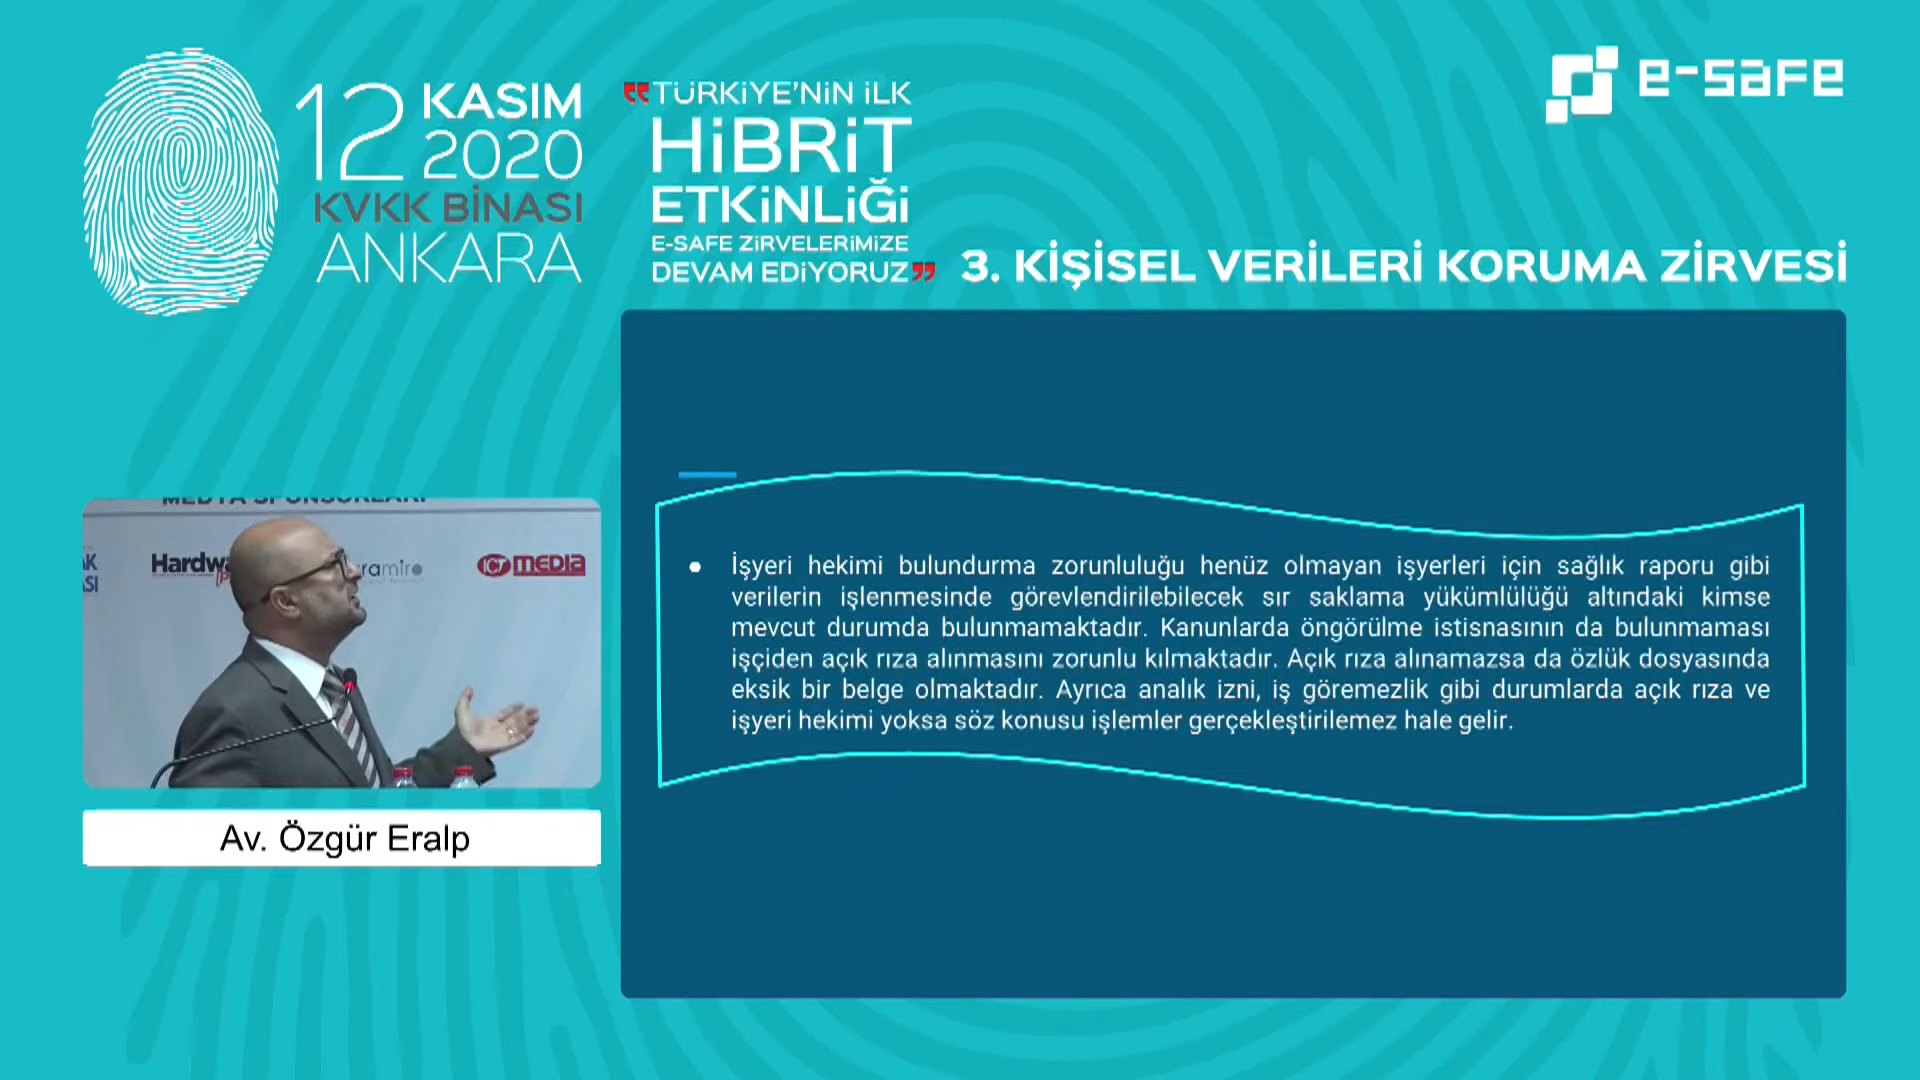 12 KASIM
2020
KVKK BİNASI
ANKARA
"TÜRKİYE'NİN İLK
HİBRİT
ETKİNLİĞİ
E-SAFE ZİRVELERİMİZE
DEVAM EDİYORUZ"
e-safe
3. KİŞİSEL VERİLERİ KORUMA ZİRVESİ
MEDYA SPONSORLARI
ICT MEDIA
Av. Özgür Eralp
• İşyeri hekimi bulundurma zorunluluğu henüz olmayan işyerleri için sağlık raporu gibi
verilerin işlenmesinde görevlendirilebilecek sır saklama yükümlülüğü altındaki kimse
mevcut durumda bulunmamaktadır. Kanunlarda öngörülme istisnasının da bulunmaması
işçiden açık rıza alınmasını zorunlu kılmaktadır. Açık rıza alınamazsa da özlük dosyasında
eksik bir belge olmaktadır. Ayrıca analık izni, iş göremezlik gibi durumlarda açık rıza ve
işyeri hekimi yoksa söz konusu işlemler gerçekleştirilemez hale gelir.